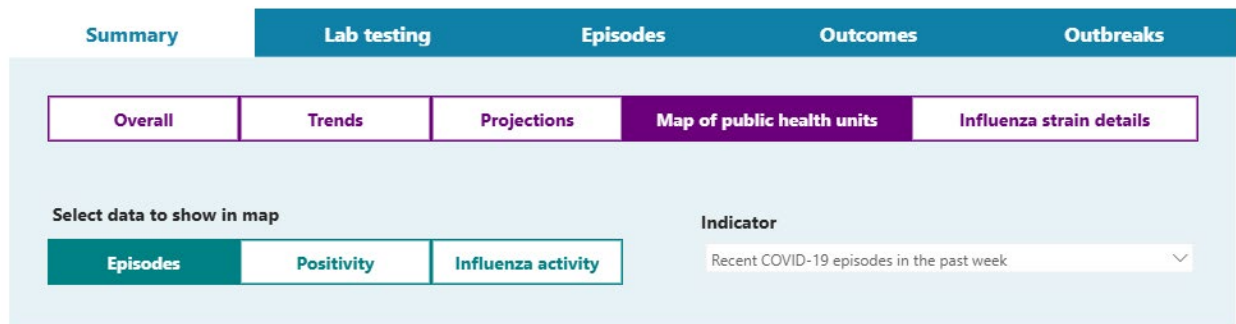 Summary Lab testing Episodes Outcomes Outbreaks
Overall Trends Projections Map of public health units Influenza strain details
Select data to show in map
Episodes Positivity Influenza activity
Indicator
Recent COVID-19 episodes in the past week